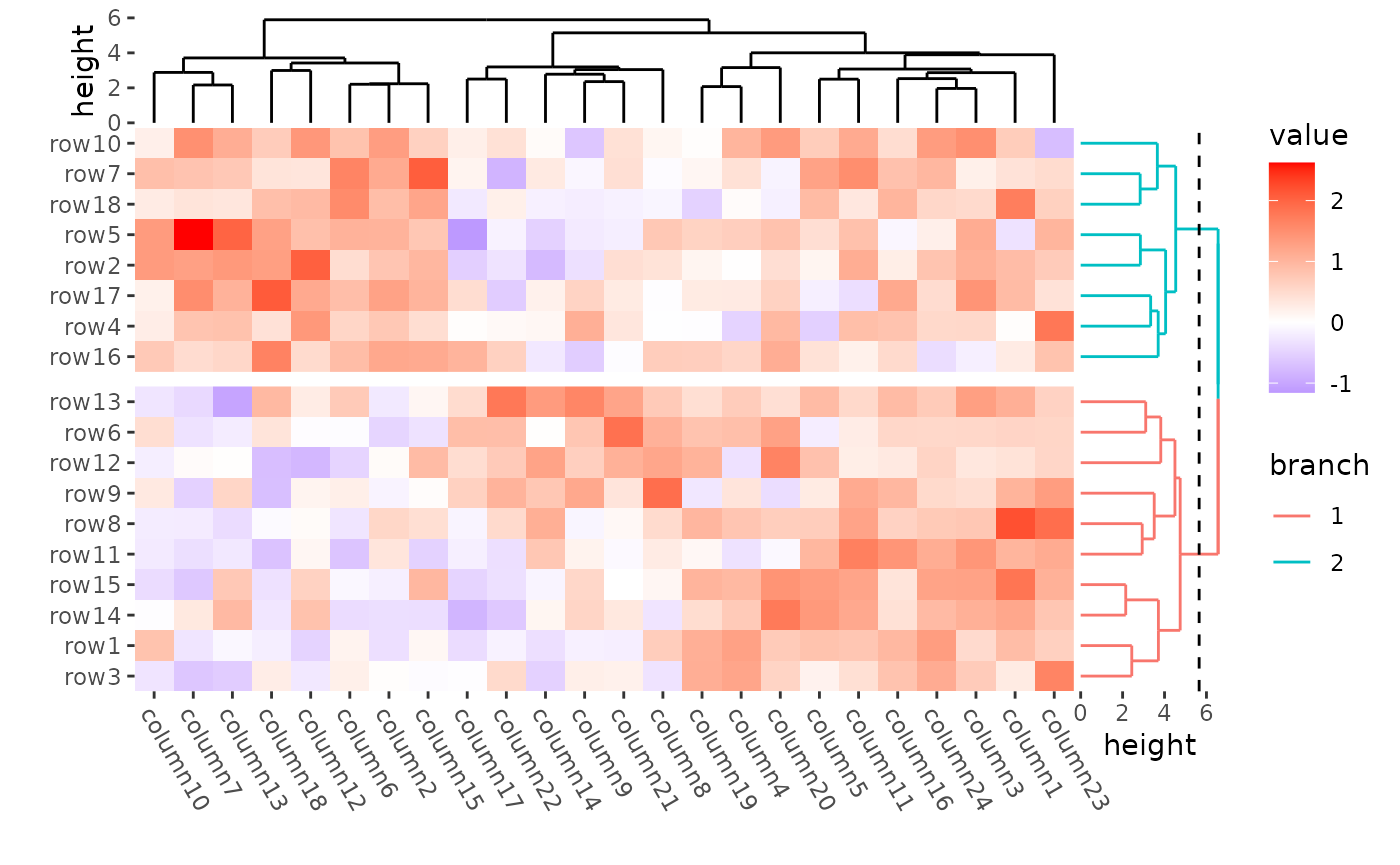 height
6
4
2
0
row10
row7
row18
row5
row2
row17
row4
row16
row13
row6
row12
row9
row8
row11
row15
row14
row1
row3
column10
column7
column13
column18
column12
column6
column2
column15
column17
column22
column14
column9
column21
column8
column19
column4
column20
column5
column11
column16
column24
column3
column1
column23
0 2 4 6
height
value
2
1
0
-1
branch
1
2